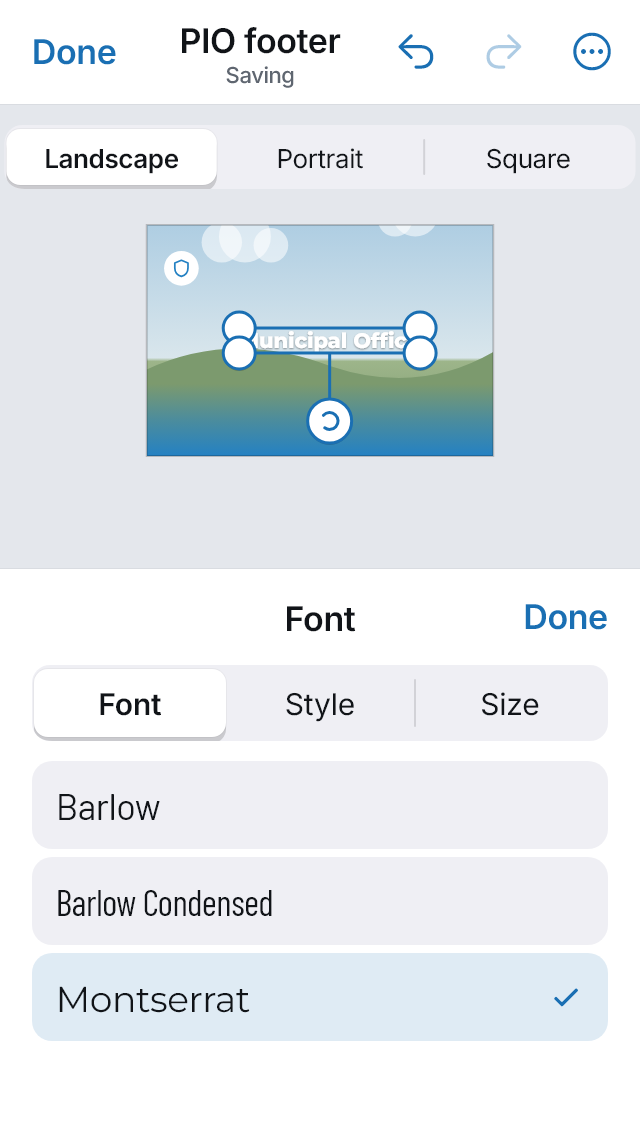 Done
PIO footer
Saving
Landscape
Portrait
Square
Font
Done
Font
Style
Size
Barlow
Barlow Condensed
Montserrat